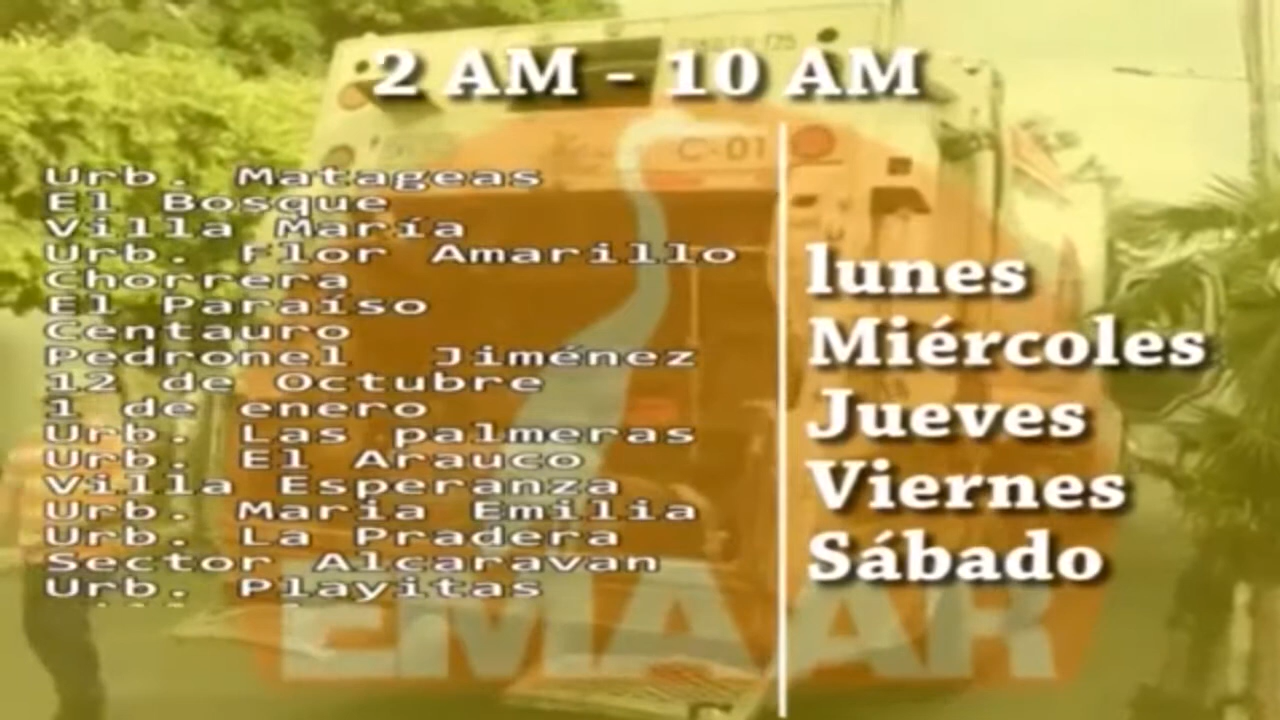 2 AM - 10 AM
C-01
Urb. Matageas
El Bosque
Villa María
Urb. Flor Amarillo
Chorrera
El Paraíso
Centauro
Pedronel Jiménez
12 de Octubre
1 de enero
Urb. Las palmeras
Urb. El Arauco
Villa Esperanza
Urb. Maria Emilia
Urb. La Pradera
Sector Alcaravan
Urb. Playitas
lunes
Miércoles
Jueves
Viernes
Sábado
EMAAR